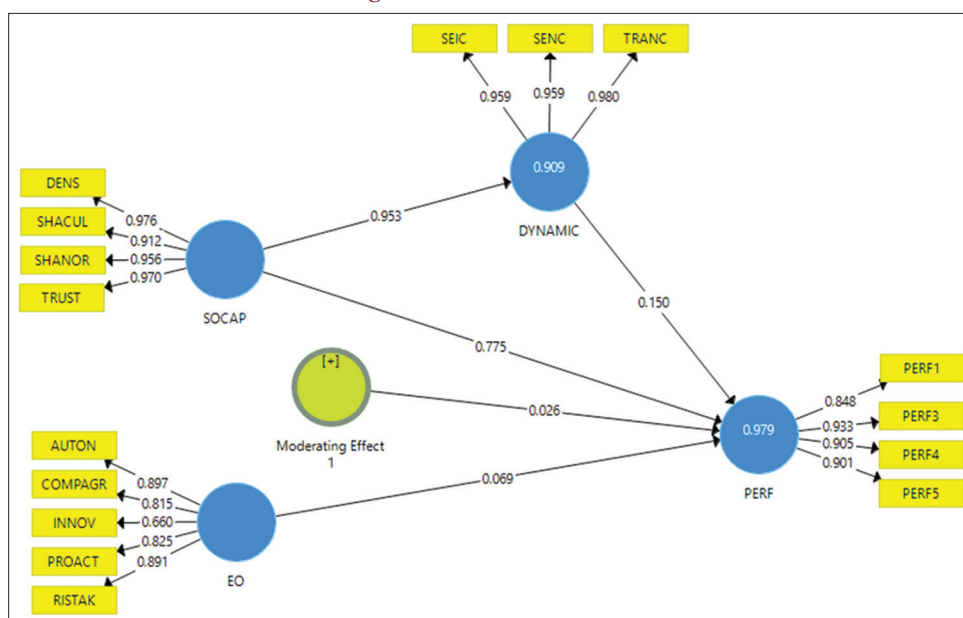 SEIC
SENC
TRANC
0.959
0.959
0.980
0.909
DYNAMIC
DENS
SHACUL
SHANOR
TRUST
0.976
0.912
0.956
0.970
SOCAP
0.953
0.150
0.775
[+]
Moderating Effect
1
0.026
0.069
0.979
PERF
PERF1
PERF3
PERF4
PERF5
0.848
0.933
0.905
0.901
AUTON
COMPAGR
INNOV
PROACT
RISTAK
0.897
0.815
0.660
0.825
0.891
EO